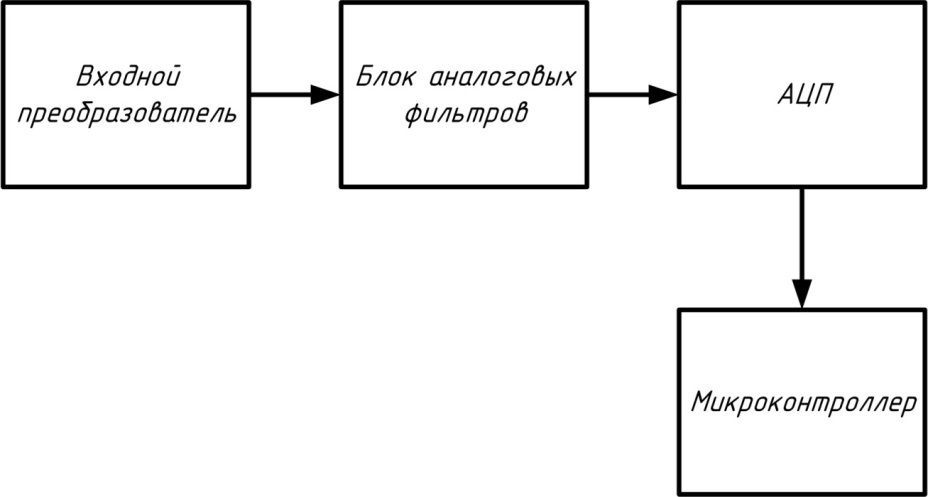 Входной
преобразователь
Блок аналоговых
фильтров
АЦП
Микроконтроллер